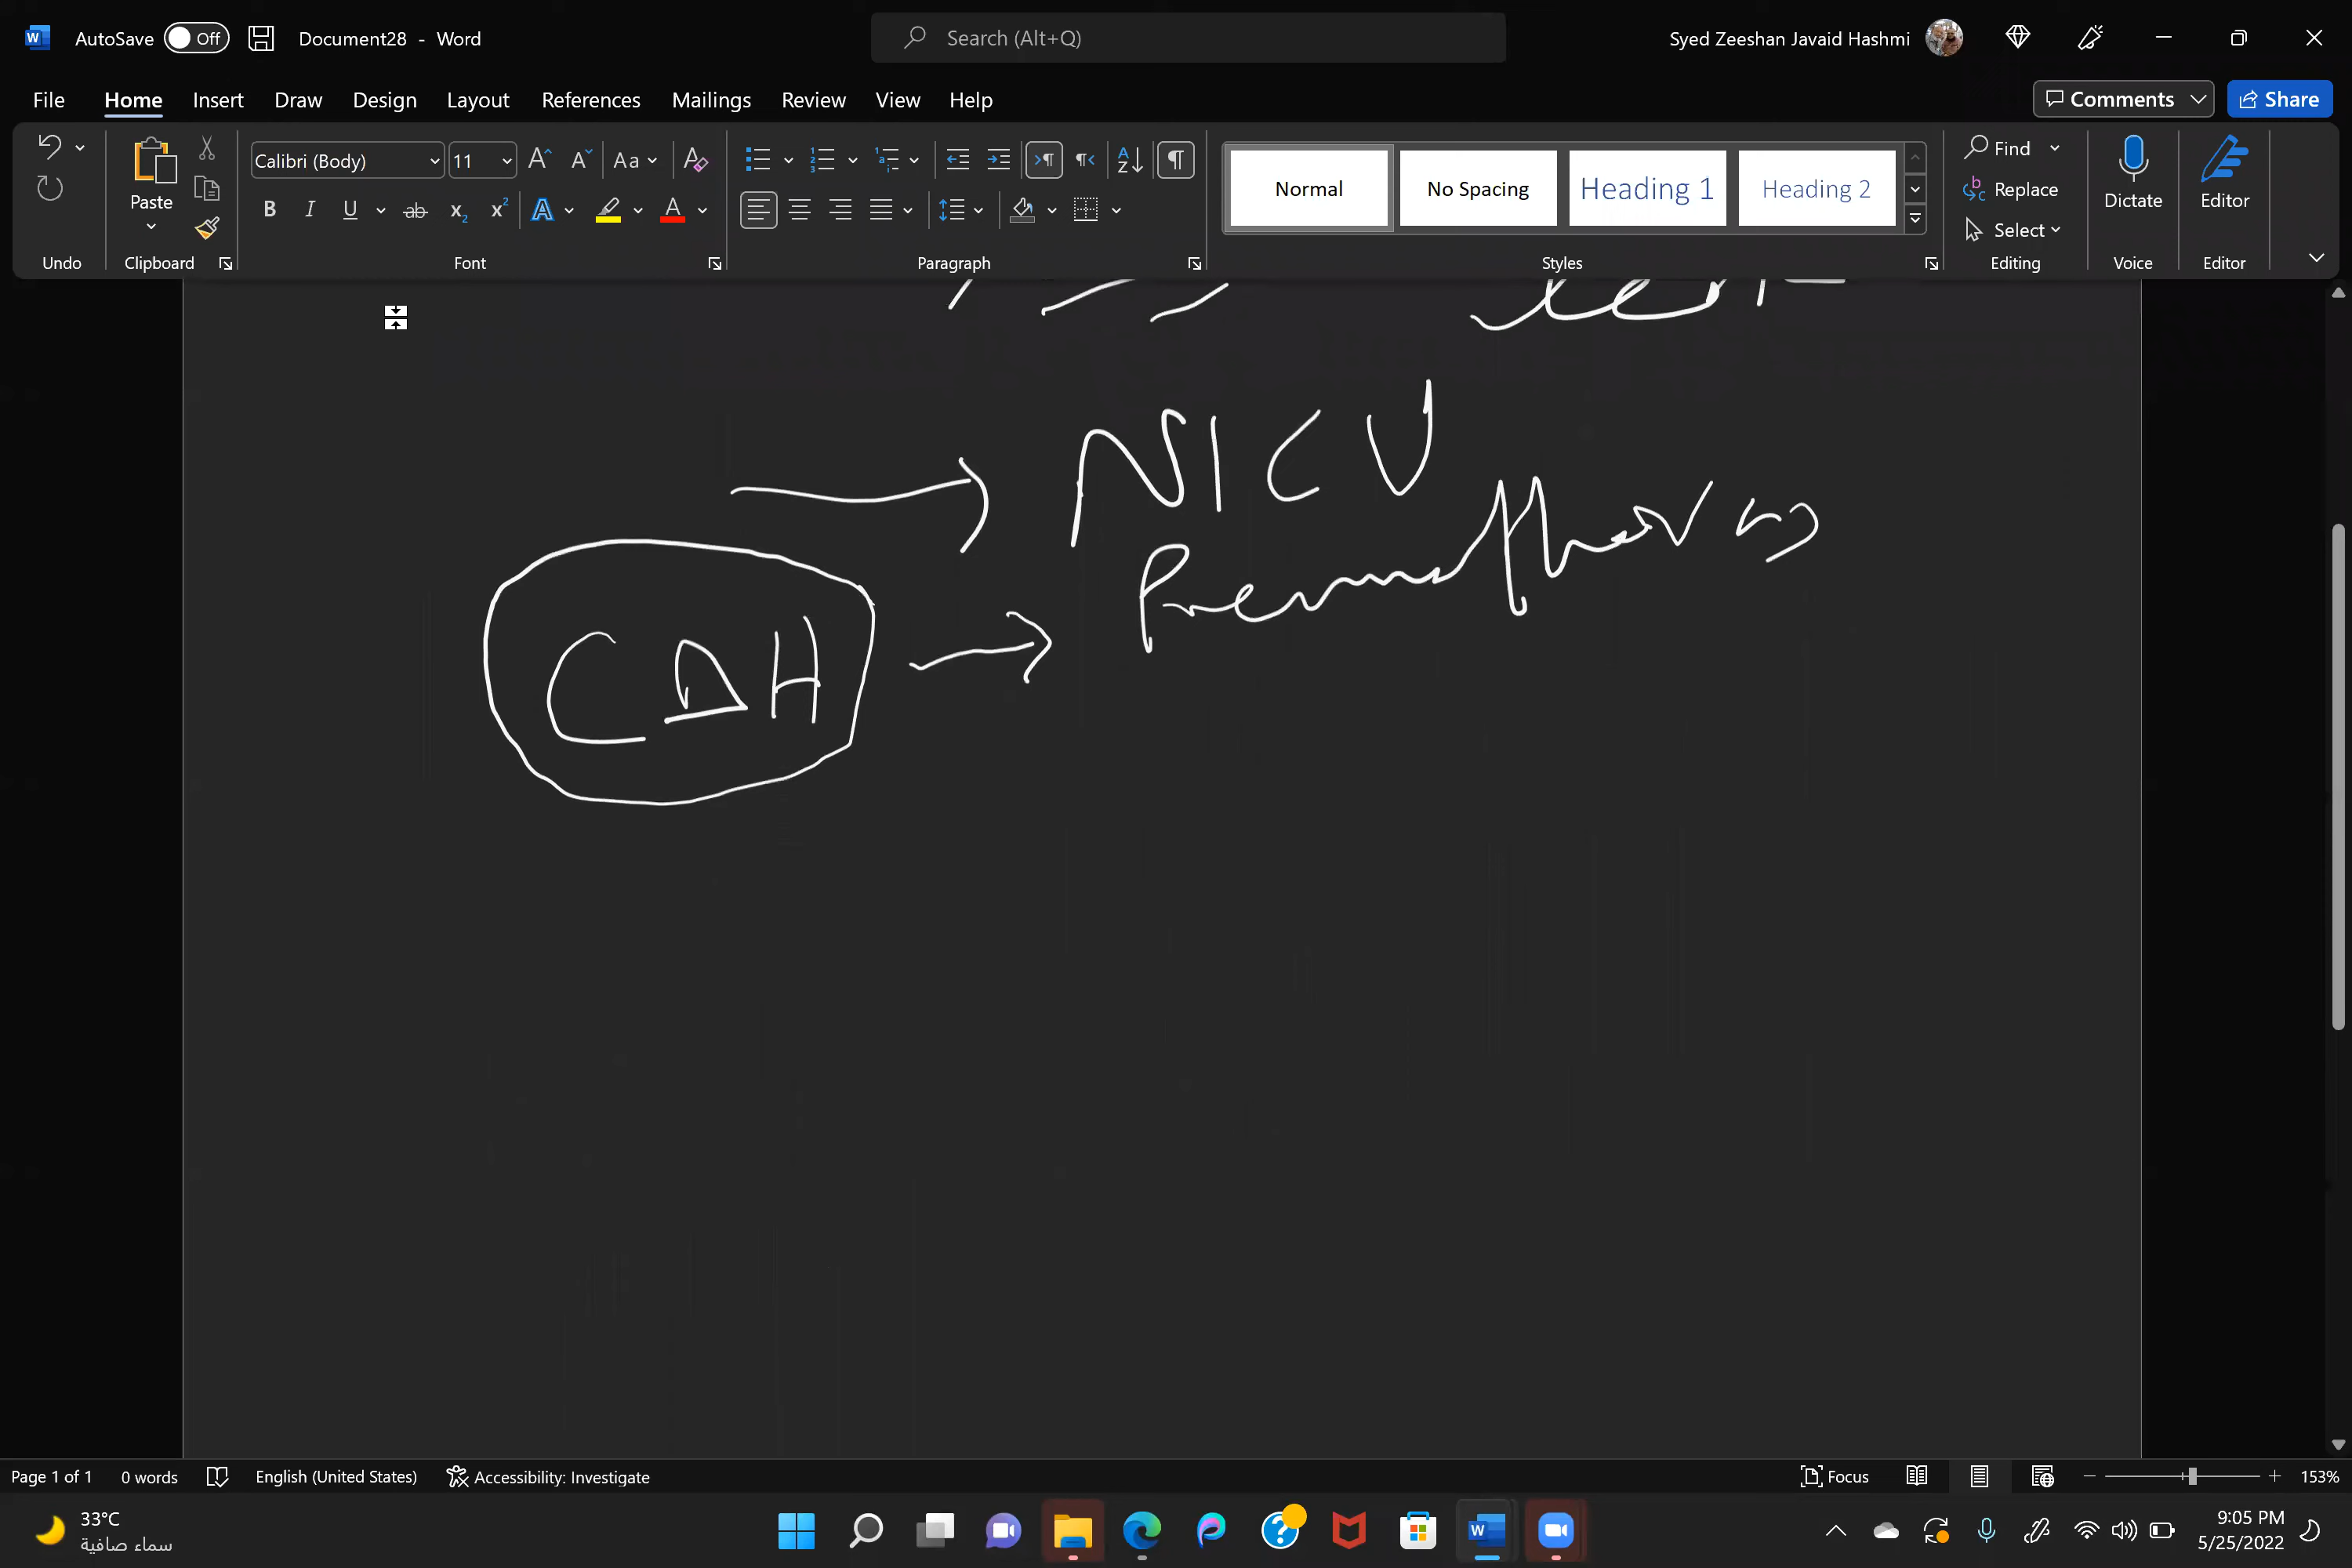 AutoSave Off Document28 - Word Search (Alt+Q) Syed Zeeshan Javaid Hashmi
File Home Insert Draw Design Layout References Mailings Review View Help Comments Share
Calibri (Body) 11 Normal No Spacing Heading 1 Heading 2 Find
Paste Replace Dictate Editor
Select
Undo Clipboard Font Paragraph Styles Editing Voice Editor
NICU
CDH
Page 1 of 1 0 words English (United States) Accessibility: Investigate Focus 153%
33°C 9:05 PM
سماء صافية 5/25/2022